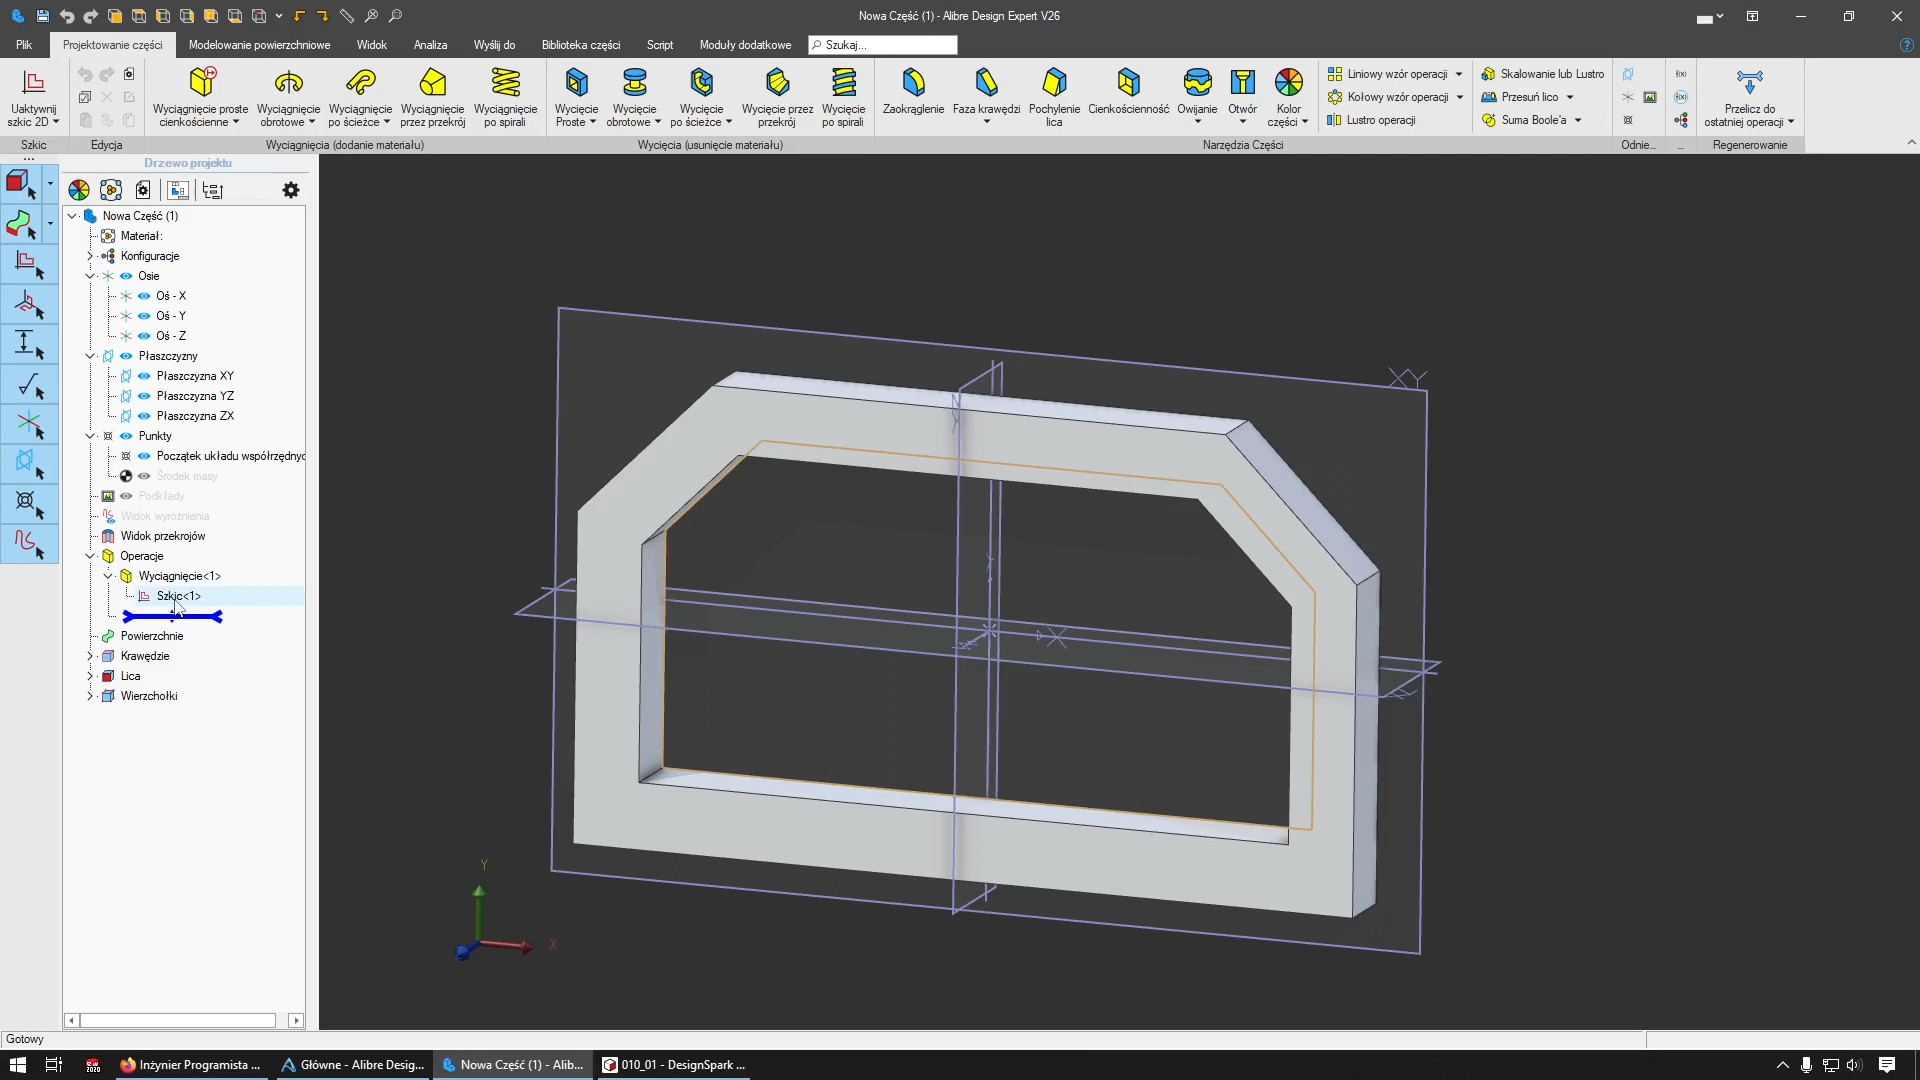 Nowa Część (1) - Alibre Design Expert V26
Plik
Projektowanie części
Modelowanie powierzchniowe
Widok
Analiza
Wyślij do
Biblioteka części
Script
Moduły dodatkowe
Szukaj...
Uaktywnij
szkic 2D
Wyciągnięcie proste
cienkościenne
Wyciągnięcie
obrotowe
Wyciągnięcie
po ścieżce
Wyciągnięcie
przez przekrój
Wyciągnięcie
po spirali
Wycięcie
Proste
Wycięcie
obrotowe
Wycięcie
po ścieżce
Wycięcie przez
przekrój
Wycięcie
po spirali
Zaokrąglenie
Faza krawędzi
Pochylenie
lica
Cienkościenność
Owijanie
Otwór
Kolor
części
Liniowy wzór operacji
Kołowy wzór operacji
Lustro operacji
Skalowanie lub Lustro
Przesuń lico
Suma Boole'a
Przelicz do
ostatniej operacji
Szkic
Edycja
Wyciągnięcia (dodanie materiału)
Wycięcia (usunięcie materiału)
Narzędzia Części
Odnie...
...
Regenerowanie
Drzewo projektu
Nowa Część (1)
Materiał:
Konfiguracje
Osie
Oś - X
Oś - Y
Oś - Z
Płaszczyzny
Płaszczyzna XY
Płaszczyzna YZ
Płaszczyzna ZX
Punkty
Początek układu współrzędnyc
Środek masy
Podkłady
Widok wyróżnienia
Widok przekrojów
Operacje
Wyciągnięcie<1>
Szkic<1>
Powierzchnie
Krawędzie
Lica
Wierzchołki
XY
X
Y
X
Gotowy
Inżynier Programista ...
Główne - Alibre Desig...
Nowa Część (1) - Alib...
010_01 - DesignSpark ...